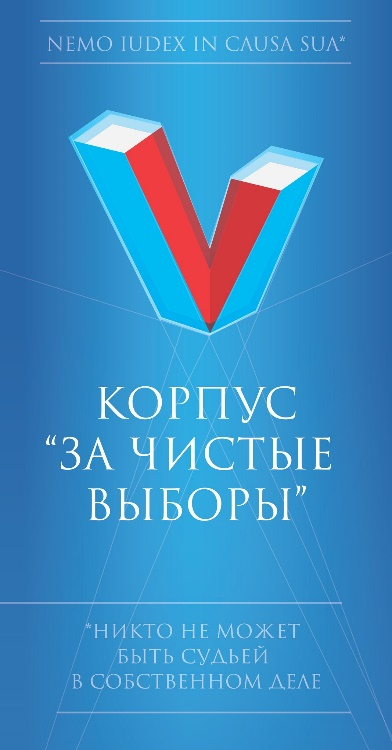 NEMO IUDEX IN CAUSA SUA*
КОРПУС
“ЗА ЧИСТЫЕ
ВЫБОРЫ”
*НИКТО НЕ МОЖЕТ
БЫТЬ СУДЬЕЙ
В СОБСТВЕННОМ ДЕЛЕ